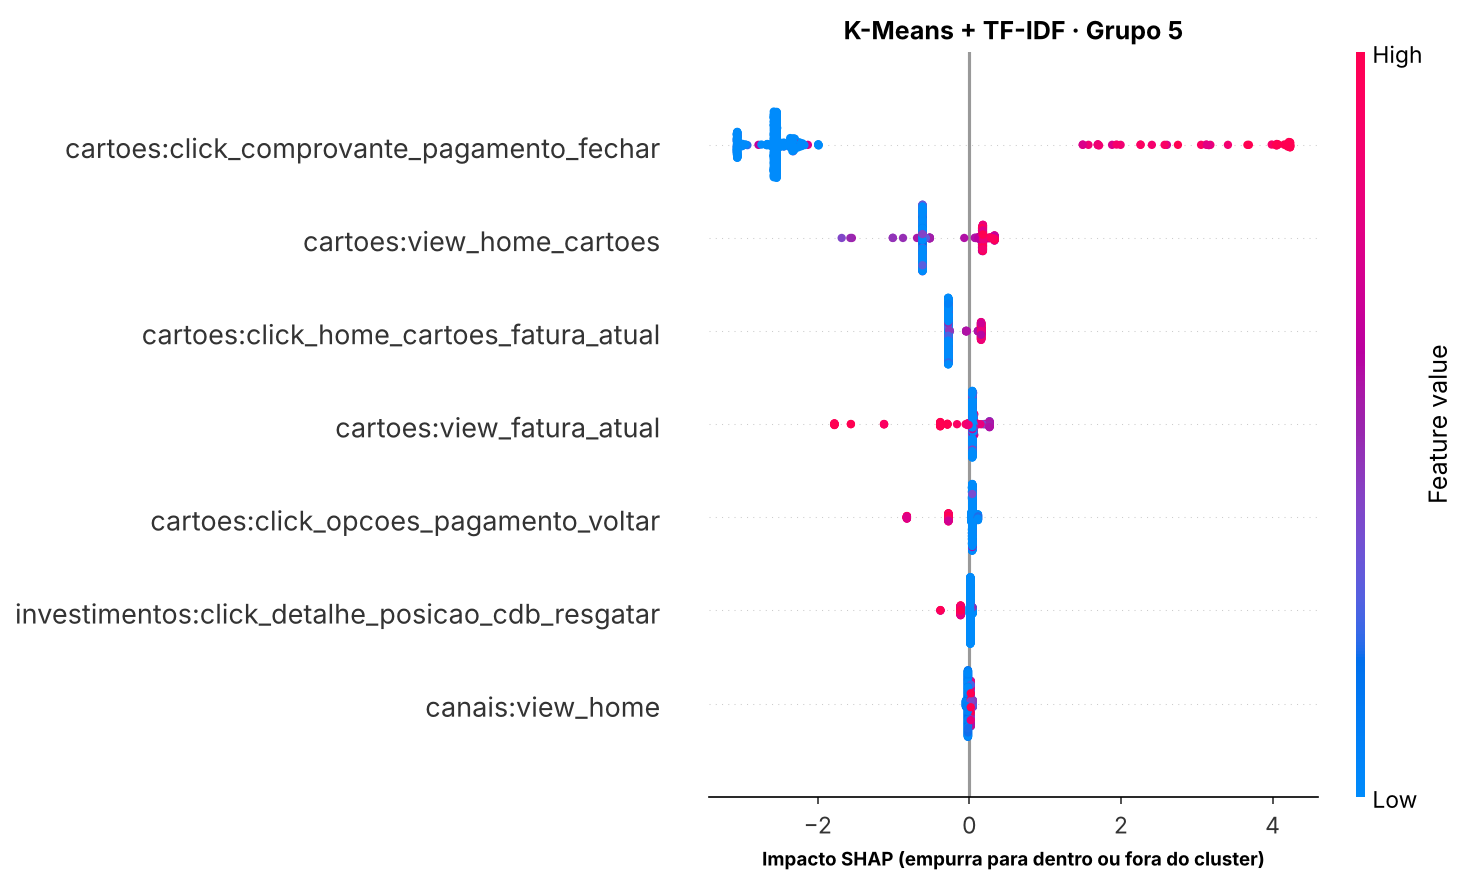 K-Means + TF-IDF · Grupo 5
High
cartoes:click_comprovante_pagamento_fechar
cartoes:view_home_cartoes
cartoes:click_home_cartoes_fatura_atual
cartoes:view_fatura_atual
cartoes:click_opcoes_pagamento_voltar
investimentos:click_detalhe_posicao_cdb_resgatar
canais:view_home
Feature value
Low
−2 0 2 4
Impacto SHAP (empurra para dentro ou fora do cluster)